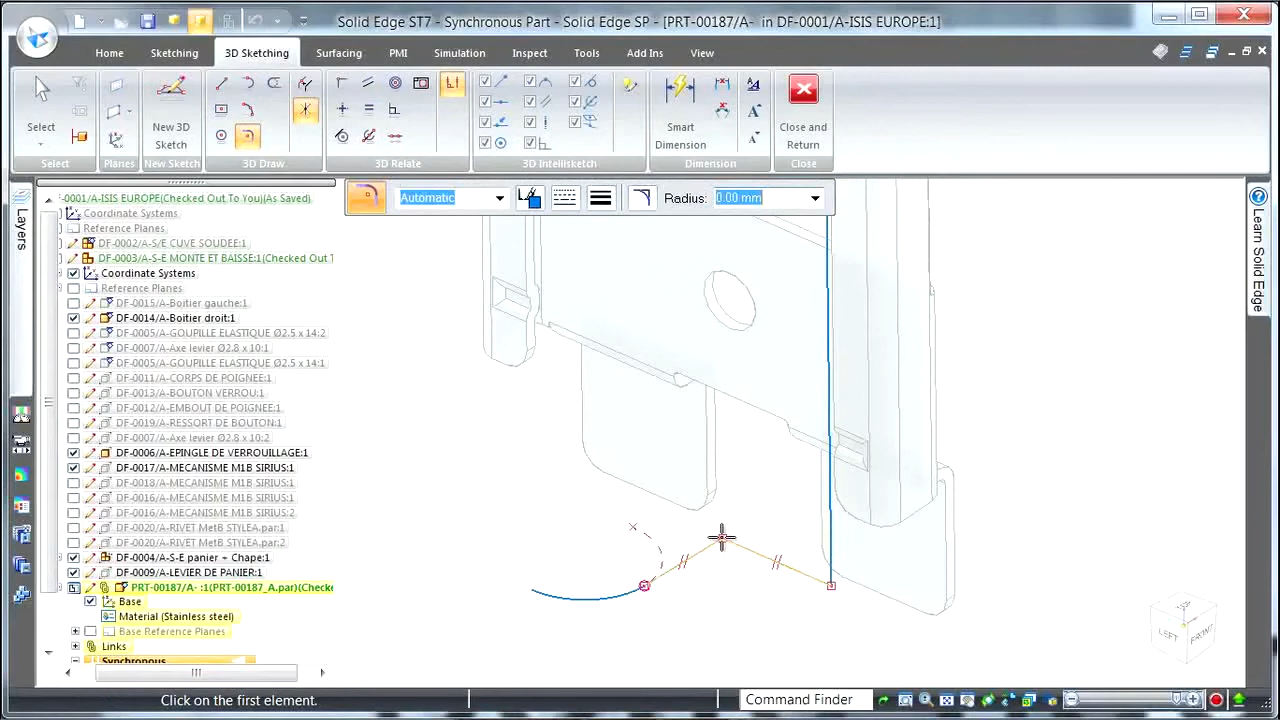 Solid Edge ST7 - Synchronous Part - Solid Edge SP - [PRT-00187/A- in DF-0001/A-ISIS EUROPE:1]
Home Sketching 3D Sketching Surfacing PMI Simulation Inspect Tools Add Ins View
Select
New 3D
Sketch
Smart
Dimension
Close and
Return
Select Planes New Sketch 3D Draw 3D Relate 3D Intellisketch Dimension Close
Automatic Radius: 0.00 mm
Layers
Learn Solid Edge
-0001/A-ISIS EUROPE(Checked Out To You)(As Saved)
Coordinate Systems
Reference Planes
DF-0002/A-S/E CUVE SOUDEE:1
DF-0003/A-S-E MONTE ET BAISSE:1(Checked Out T
Coordinate Systems
Reference Planes
DF-0015/A-Boitier gauche:1
DF-0014/A-Boitier droit:1
DF-0005/A-GOUPILLE ELASTIQUE Ø2.5 x 14:2
DF-0007/A-Axe levier Ø2.8 x 10:1
DF-0005/A-GOUPILLE ELASTIQUE Ø2.5 x 14:1
DF-0011/A-CORPS DE POIGNEE:1
DF-0013/A-BOUTON VERROU:1
DF-0012/A-EMBOUT DE POIGNEE:1
DF-0019/A-RESSORT DE BOUTON:1
DF-0007/A-Axe levier Ø2.8 x 10:2
DF-0006/A-EPINGLE DE VERROUILLAGE:1
DF-0017/A-MECANISME M1B SIRIUS:1
DF-0018/A-MECANISME M1B SIRIUS:1
DF-0016/A-MECANISME M1B SIRIUS:1
DF-0016/A-MECANISME M1B SIRIUS:2
DF-0020/A-RIVET MetB STYLEA.par:1
DF-0020/A-RIVET MetB STYLEA.par:2
DF-0004/A-S-E panier + Chape:1
DF-0009/A-LEVIER DE PANIER:1
PRT-00187/A- :1(PRT-00187_A.par)(Checke
Base
Material (Stainless steel)
Base Reference Planes
Links
Synchronous
LEFT FRONT
Click on the first element.
Command Finder